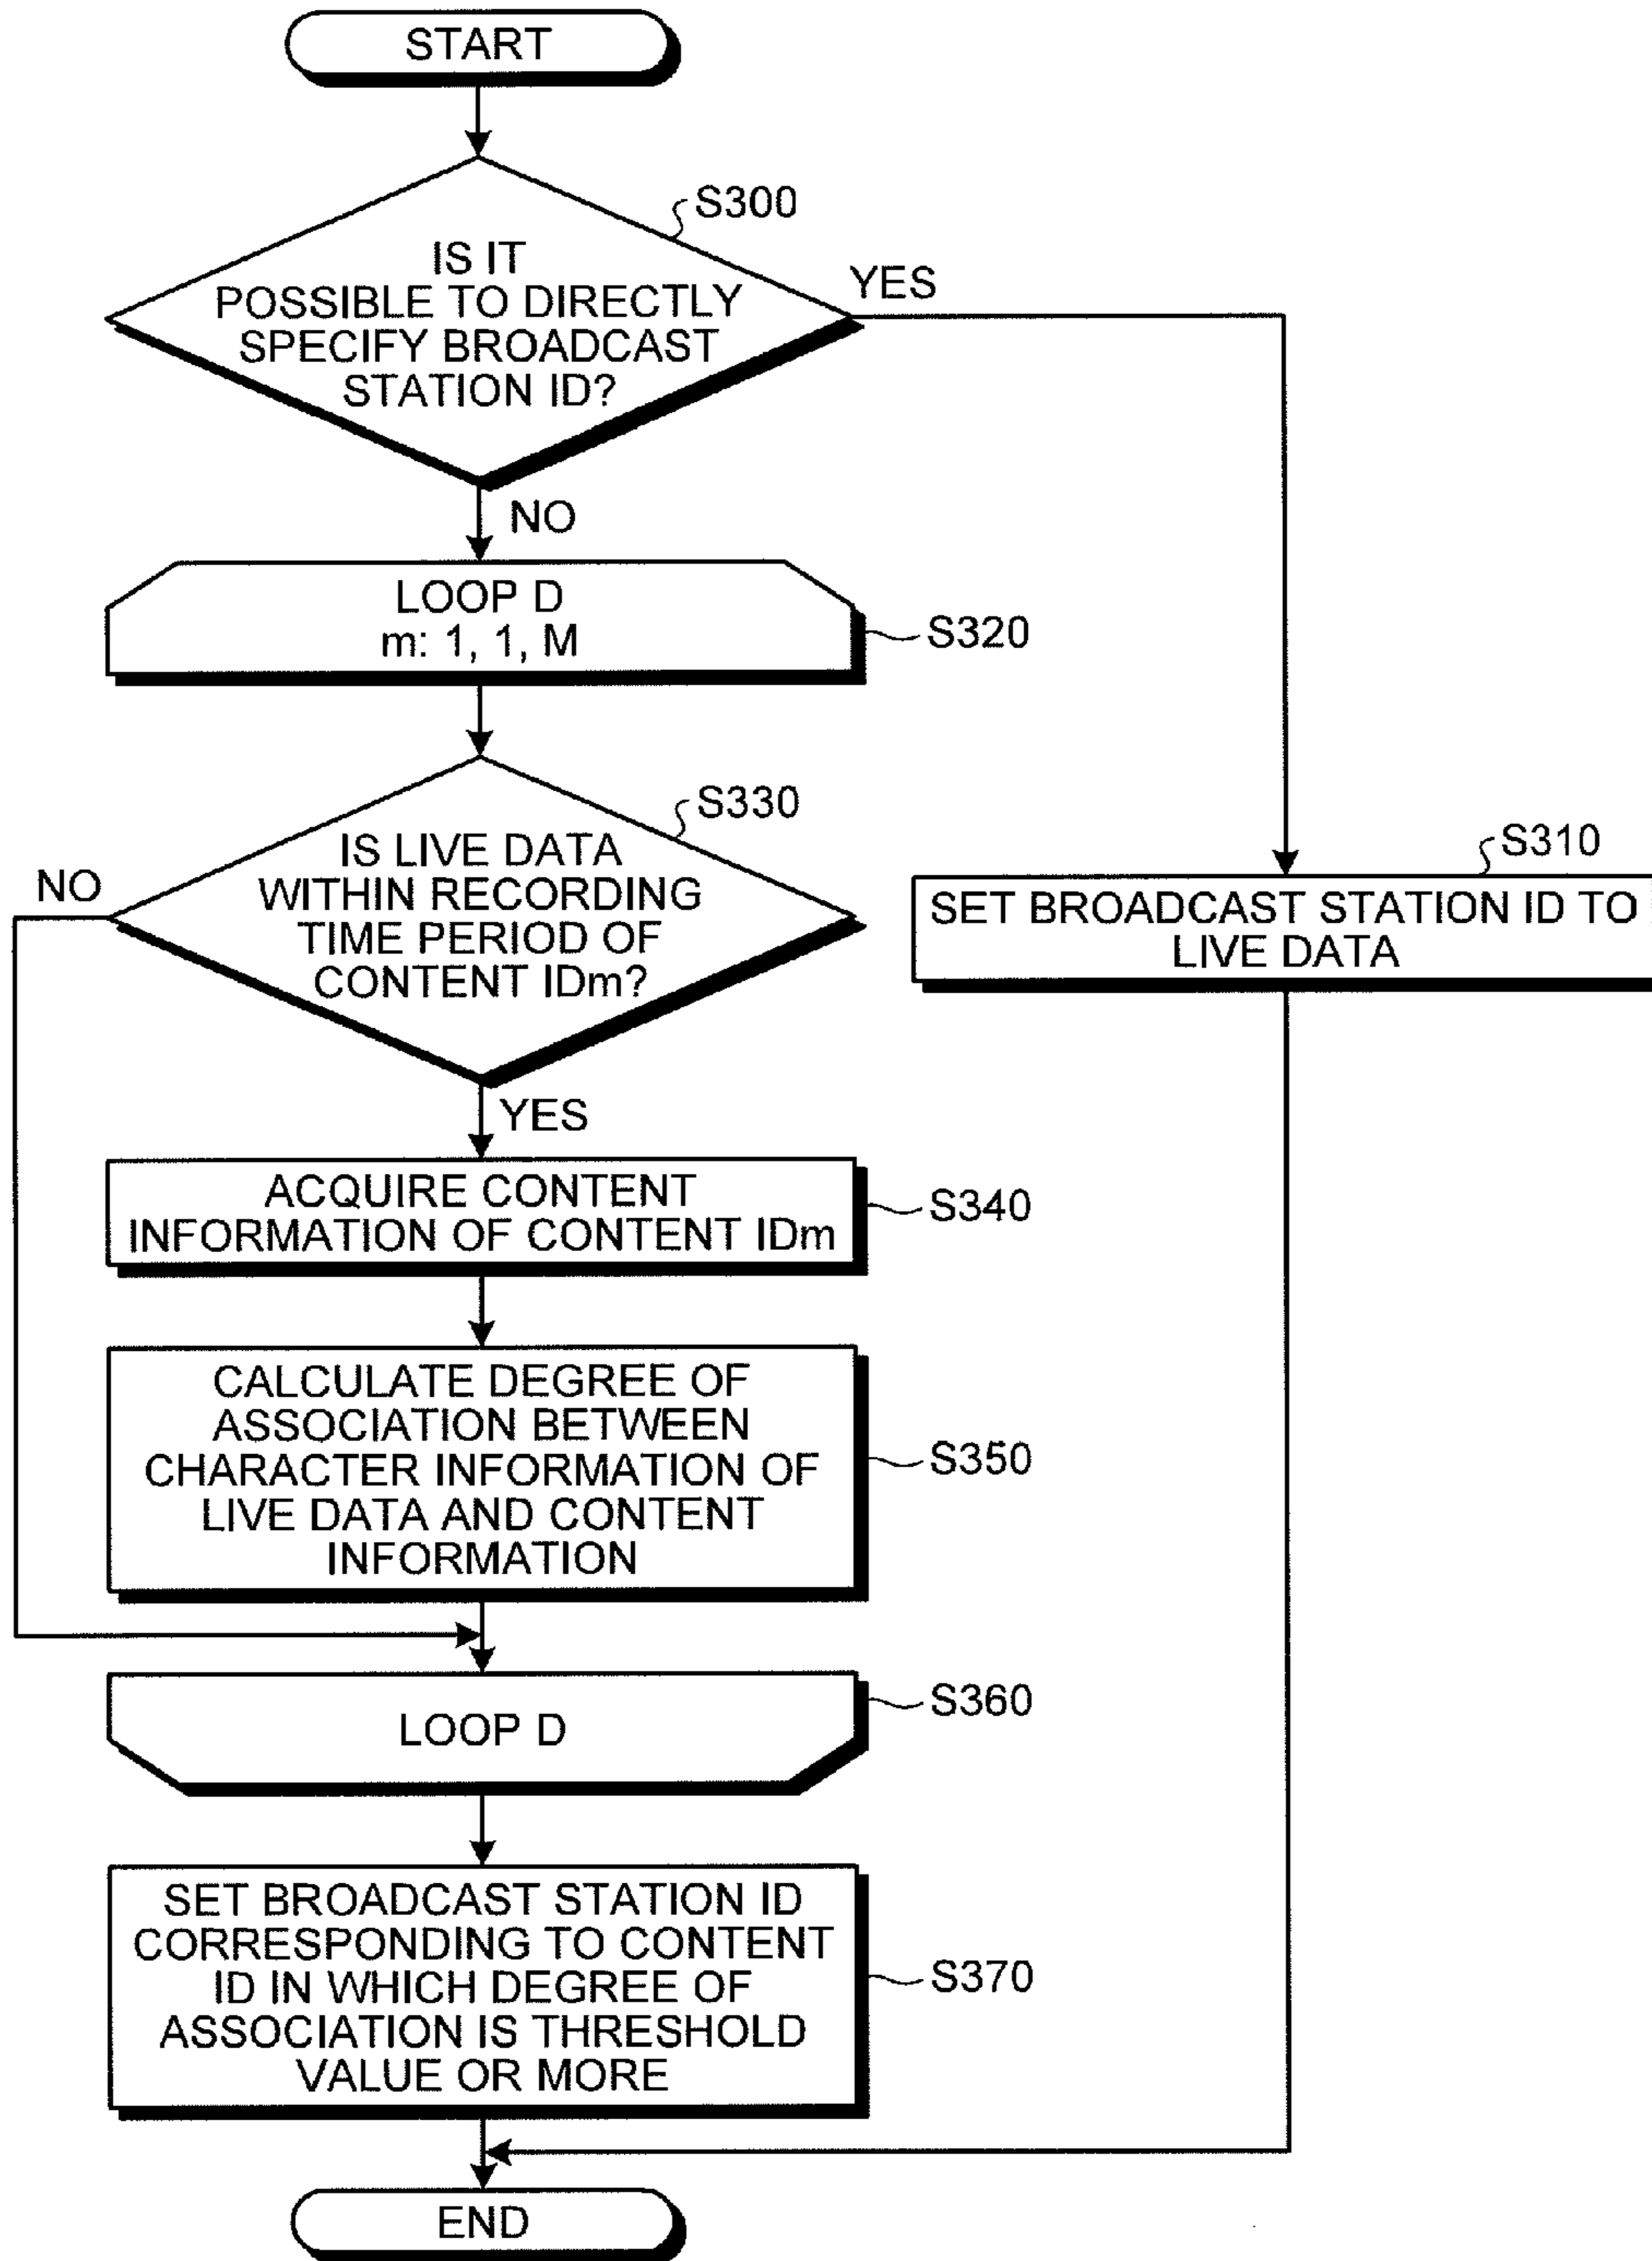 START
S300
IS IT
POSSIBLE TO DIRECTLY
SPECIFY BROADCAST
STATION ID?
YES
NO
LOOP D
m: 1, 1, M
S320
S330
IS LIVE DATA
WITHIN RECORDING
TIME PERIOD OF
CONTENT IDm?
NO
YES
S310
SET BROADCAST STATION ID TO
LIVE DATA
ACQUIRE CONTENT
INFORMATION OF CONTENT IDm
S340
CALCULATE DEGREE OF
ASSOCIATION BETWEEN
CHARACTER INFORMATION OF
LIVE DATA AND CONTENT
INFORMATION
S350
LOOP D
S360
SET BROADCAST STATION ID
CORRESPONDING TO CONTENT
ID IN WHICH DEGREE OF
ASSOCIATION IS THRESHOLD
VALUE OR MORE
S370
END